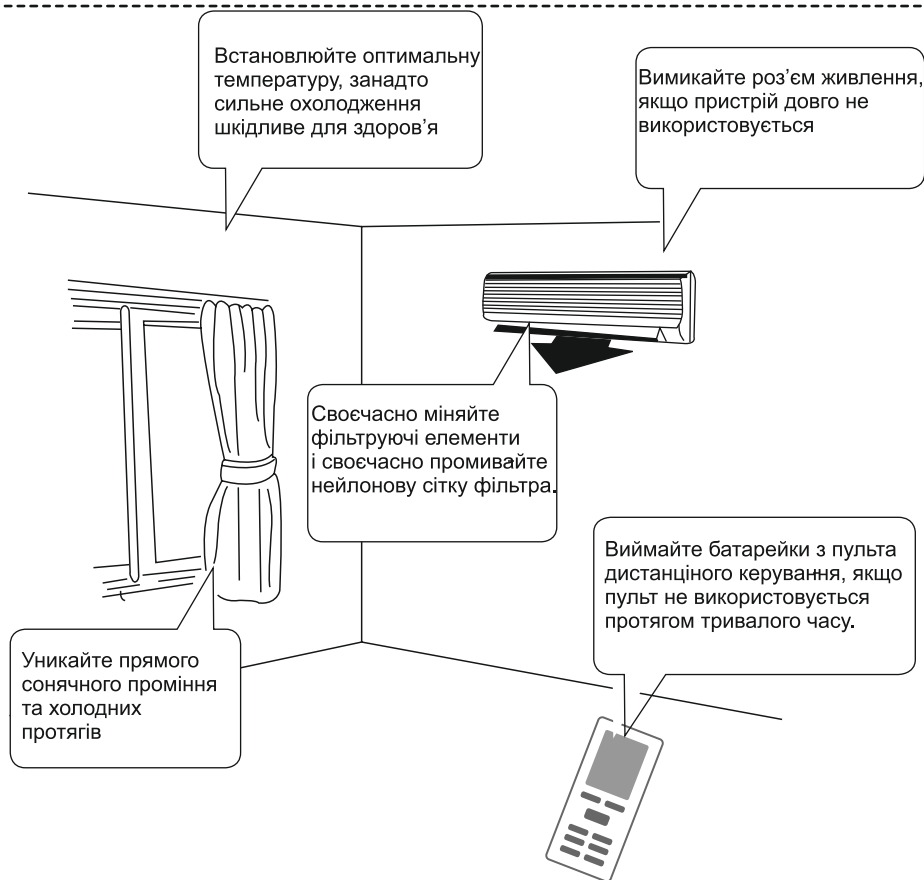 Встановлюйте оптимальну
температуру, занадто
сильне охолодження
шкідливе для здоров’я
Вимикайте роз’єм живлення,
якщо пристрій довго не
використовується
Своєчасно міняйте
фільтруючі елементи
і своєчасно промивайте
нейлонову сітку фільтра.
Виймайте батарейки з пульта
дистанціного керування, якщо
пульт не використовується
протягом тривалого часу.
Уникайте прямого
сонячного проміння
та холодних
протягів